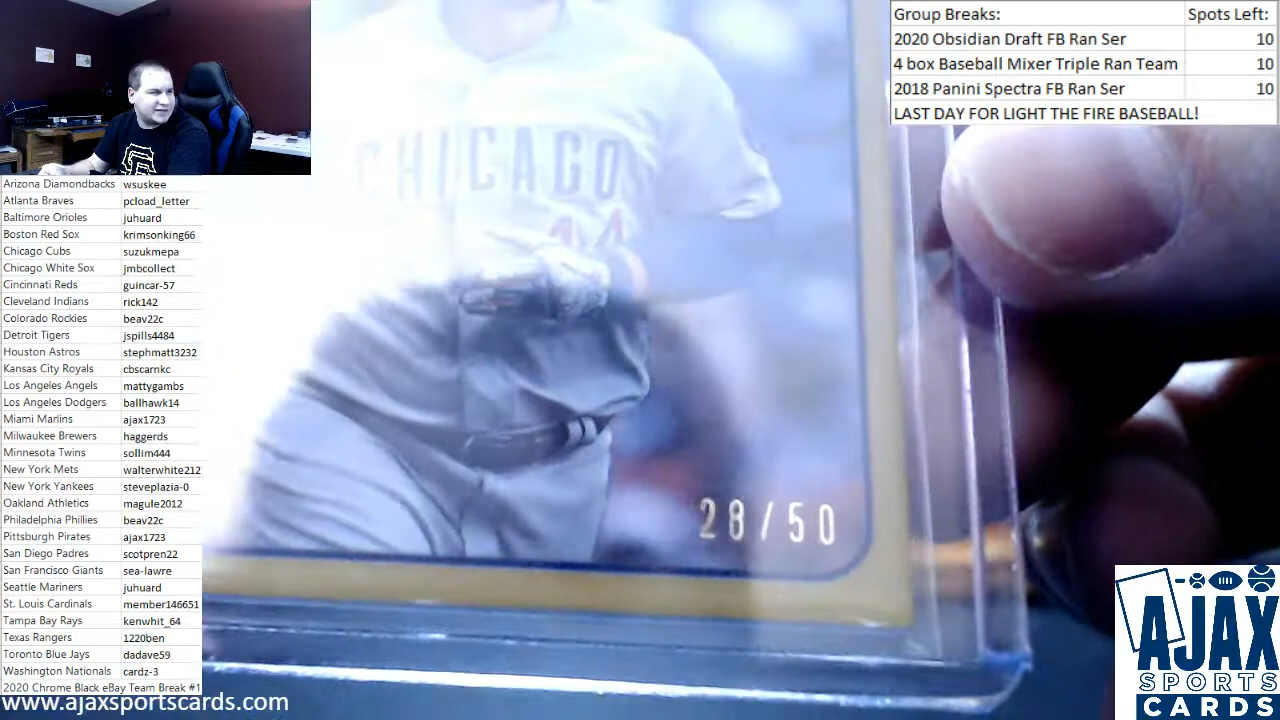 Group Breaks: Spots Left:
2020 Obsidian Draft FB Ran Ser 10
4 box Baseball Mixer Triple Ran Team 10
2018 Panini Spectra FB Ran Ser 10
LAST DAY FOR LIGHT THE FIRE BASEBALL!
CHICAGO
44
28/50
Arizona Diamondbacks wsuskee
Atlanta Braves pcload_letter
Baltimore Orioles juhuard
Boston Red Sox krimsonking66
Chicago Cubs suzukmepa
Chicago White Sox jmbcollect
Cincinnati Reds guincar-57
Cleveland Indians rick142
Colorado Rockies beav22c
Detroit Tigers jspills4484
Houston Astros stephmatt3232
Kansas City Royals cbscarnkc
Los Angeles Angels mattygambs
Los Angeles Dodgers ballhawk14
Miami Marlins ajax1723
Milwaukee Brewers haggerds
Minnesota Twins sollim444
New York Mets walterwhite212
New York Yankees steveplazia-0
Oakland Athletics magule2012
Philadelphia Phillies beav22c
Pittsburgh Pirates ajax1723
San Diego Padres scotpren22
San Francisco Giants sea-lawre
Seattle Mariners juhuard
St. Louis Cardinals member146651
Tampa Bay Rays kenwhit_64
Texas Rangers 1220ben
Toronto Blue Jays dadave59
Washington Nationals cardz-3
2020 Chrome Black eBay Team Break #1
www.ajaxsportscards.com
AJAX
SPORTS
CARDS